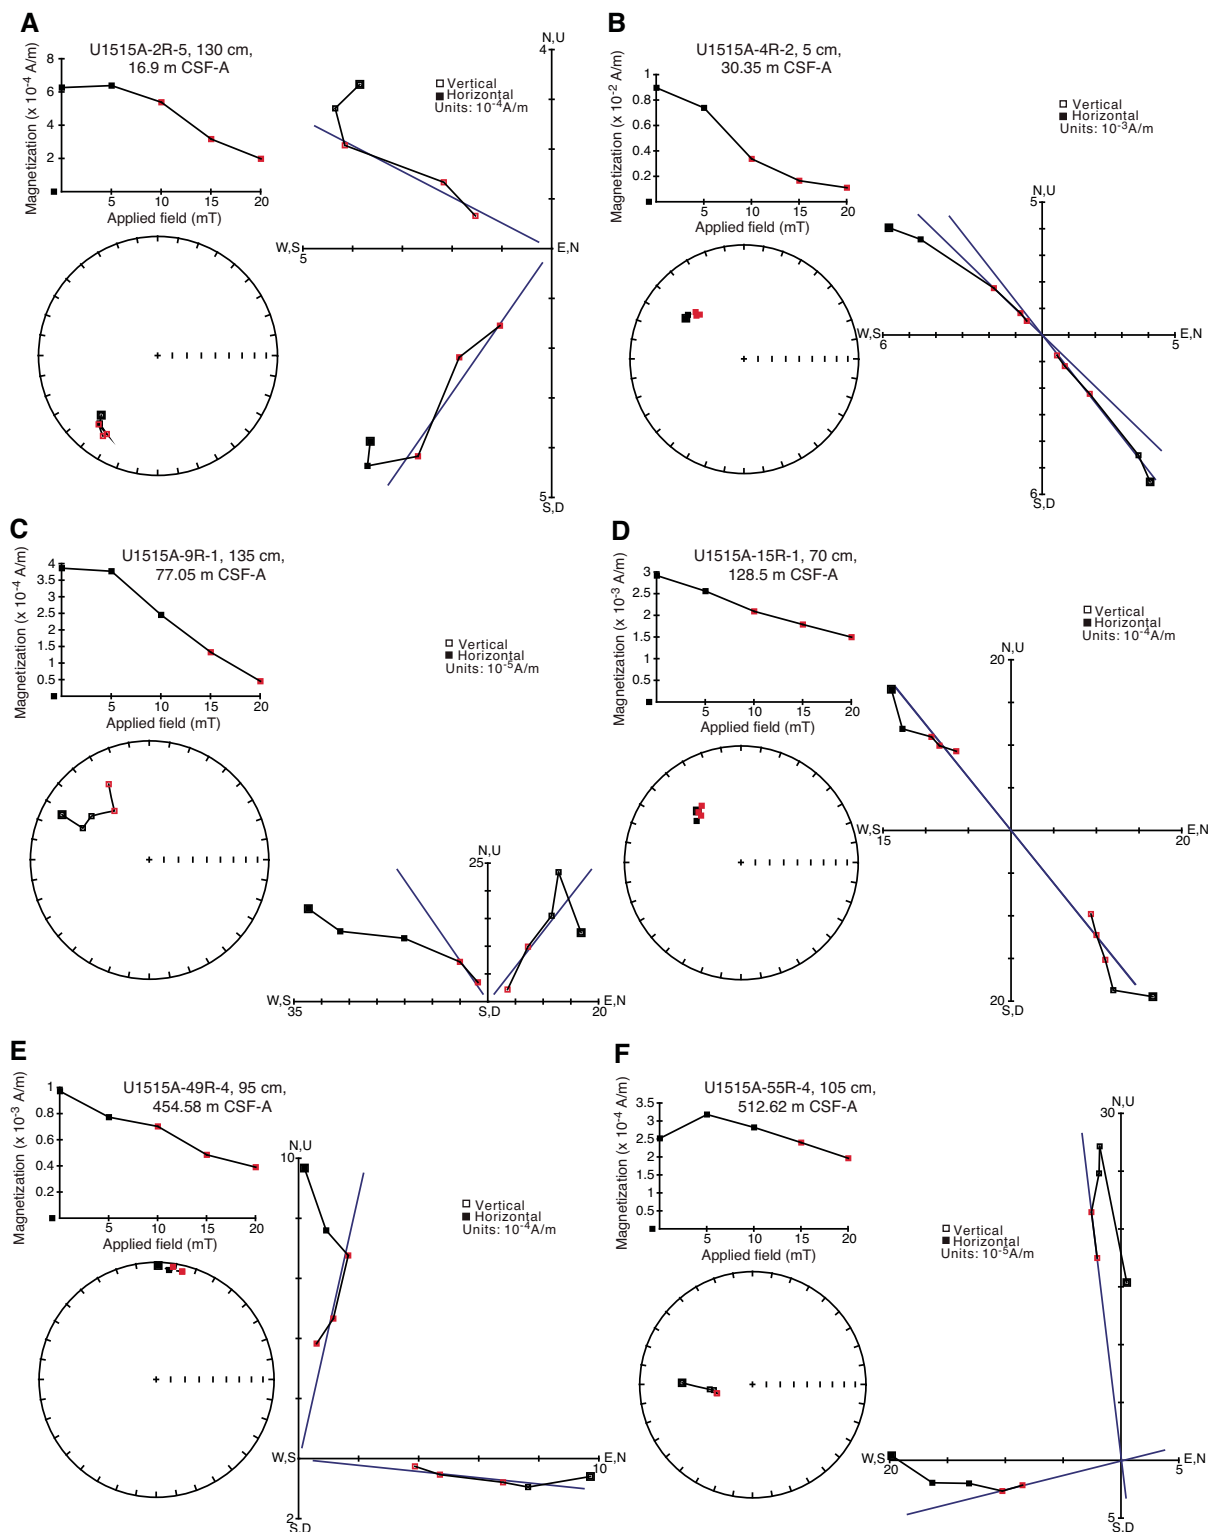 A
U1515A-2R-5, 130 cm,
16.9 m CSF-A
Magnetization (x 10-4 A/m)
8
6
4
2
0 5 10 15 20
Applied field (mT)
N,U
4
Vertical
Horizontal
Units: 10-4A/m
W,S
5
E,N
5
S,D
B
U1515A-4R-2, 5 cm,
30.35 m CSF-A
Magnetization (x 10-2 A/m)
1
0.8
0.6
0.4
0.2
0 5 10 15 20
Applied field (mT)
Vertical
Horizontal
Units: 10-3A/m
N,U
5
W,S
6
E,N
5
6
S,D
C
U1515A-9R-1, 135 cm,
77.05 m CSF-A
Magnetization (x 10-4 A/m)
4
3.5
3
2.5
2
1.5
1
0.5
0 5 10 15 20
Applied field (mT)
Vertical
Horizontal
Units: 10-5A/m
N,U
25
W,S
35
S,D
20
E,N
D
U1515A-15R-1, 70 cm,
128.5 m CSF-A
Magnetization (x 10-3 A/m)
3
2.5
2
1.5
1
0.5
0 5 10 15 20
Applied field (mT)
Vertical
Horizontal
Units: 10-4A/m
N,U
20
W,S
15
E,N
20
20
S,D
E
U1515A-49R-4, 95 cm,
454.58 m CSF-A
Magnetization (x 10-3 A/m)
1
0.8
0.6
0.4
0.2
0 5 10 15 20
Applied field (mT)
N,U
10
Vertical
Horizontal
Units: 10-4A/m
W,S
E,N
10
2
S,D
F
U1515A-55R-4, 105 cm,
512.62 m CSF-A
Magnetization (x 10-4 A/m)
3.5
3
2.5
2
1.5
1
0.5
0 5 10 15 20
Applied field (mT)
N,U
30
Vertical
Horizontal
Units: 10-5A/m
W,S
20
E,N
5
5
S,D